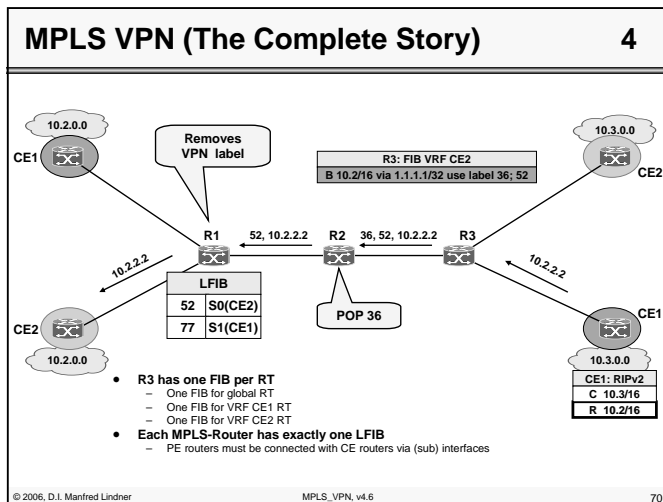 MPLS VPN (The Complete Story) 4
10.2.0.0
CE1
Removes
VPN label
R3: FIB VRF CE2
B 10.2/16 via 1.1.1.1/32 use label 36; 52
10.3.0.0
CE2
R1
52, 10.2.2.2
R2
36, 52, 10.2.2.2
R3
10.2.2.2
10.2.2.2
LFIB
52 S0(CE2)
77 S1(CE1)
POP 36
CE2
10.2.0.0
CE1
10.3.0.0
CE1: RIPv2
C 10.3/16
R 10.2/16
• R3 has one FIB per RT
– One FIB for global RT
– One FIB for VRF CE1 RT
– One FIB for VRF CE2 RT
• Each MPLS-Router has exactly one LFIB
– PE routers must be connected with CE routers via (sub) interfaces
© 2006, D.I. Manfred Lindner MPLS_VPN, v4.6 70